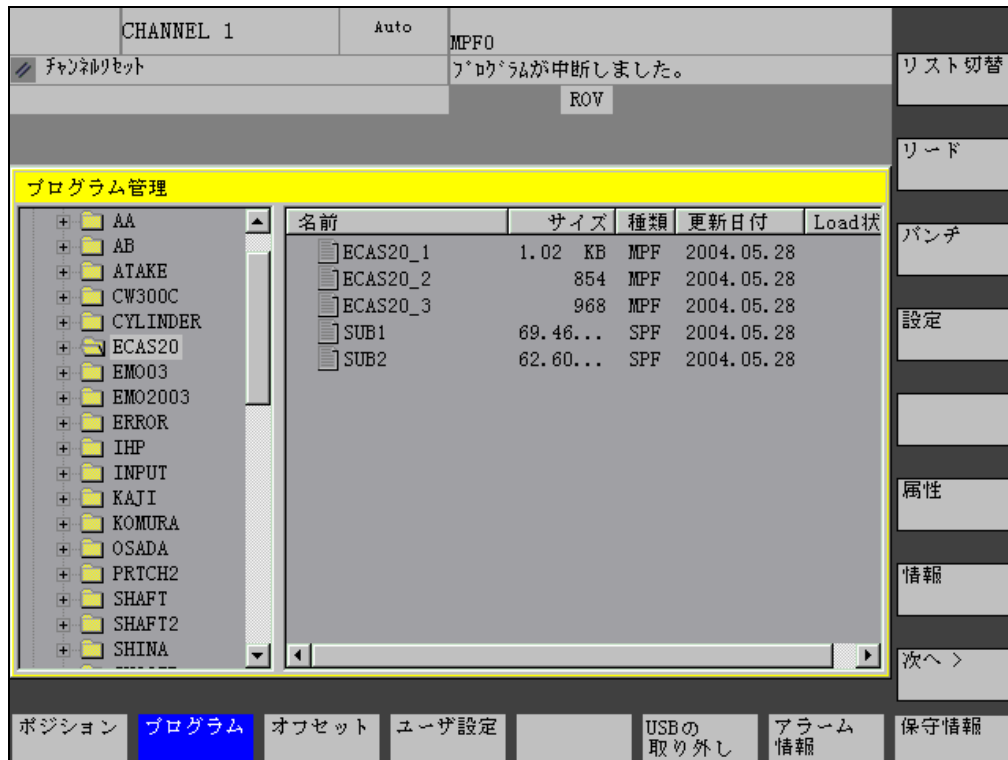 CHANNEL 1
Auto
MPF0
ﾁｬﾝﾈﾙﾘｾｯﾄ
ﾌﾟﾛｸﾞﾗﾑが中断しました。
ROV
プログラム管理
AA
AB
ATAKE
CW300C
CYLINDER
ECAS20
EMO03
EMO2003
ERROR
IHP
INPUT
KAJI
KOMURA
OSADA
PRTCH2
SHAFT
SHAFT2
SHINA
名前 サイズ 種類 更新日付 Load状
ECAS20_1 1.02 KB MPF 2004.05.28
ECAS20_2 854 MPF 2004.05.28
ECAS20_3 968 MPF 2004.05.28
SUB1 69.46... SPF 2004.05.28
SUB2 62.60... SPF 2004.05.28
リスト切替
リード
パンチ
設定
属性
情報
次へ >
ポジション
プログラム
オフセット
ユーザ設定
USBの
取り外し
アラーム
情報
保守情報